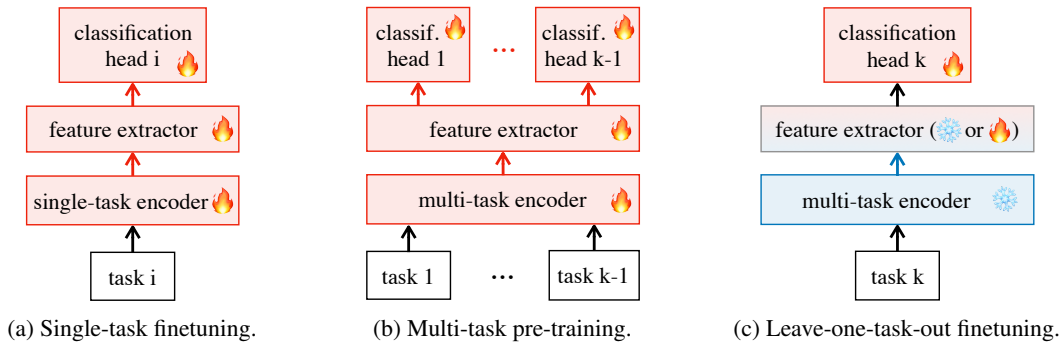 classification
head i
feature extractor
single-task encoder
task i
(a) Single-task finetuning.
classif.
head 1
...
classif.
head k-1
feature extractor
multi-task encoder
task 1
...
task k-1
(b) Multi-task pre-training.
classification
head k
feature extractor (❄️ or 🔥)
multi-task encoder
task k
(c) Leave-one-task-out finetuning.